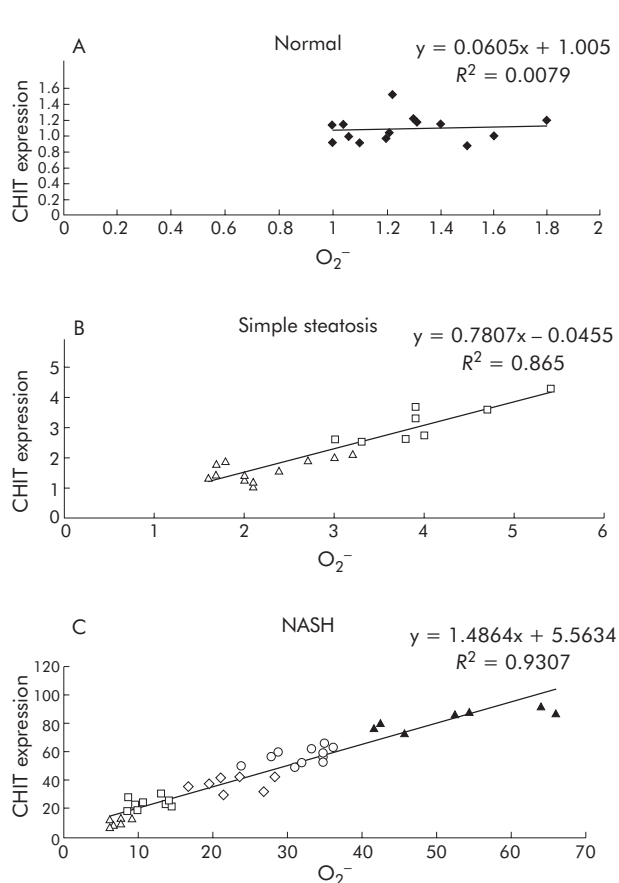 A
Normal
y = 0.0605x + 1.005
R² = 0.0079
CHIT expression
1.6
1.4
1.2
1.0
0.8
0.6
0.4
0.2
0
0 0.2 0.4 0.6 0.8 1 1.2 1.4 1.6 1.8 2
O₂⁻
B
Simple steatosis
y = 0.7807x – 0.0455
R² = 0.865
CHIT expression
5
4
3
2
1
0
0 1 2 3 4 5 6
O₂⁻
C
NASH
y = 1.4864x + 5.5634
R² = 0.9307
CHIT expression
120
100
80
60
40
20
0
0 10 20 30 40 50 60 70
O₂⁻